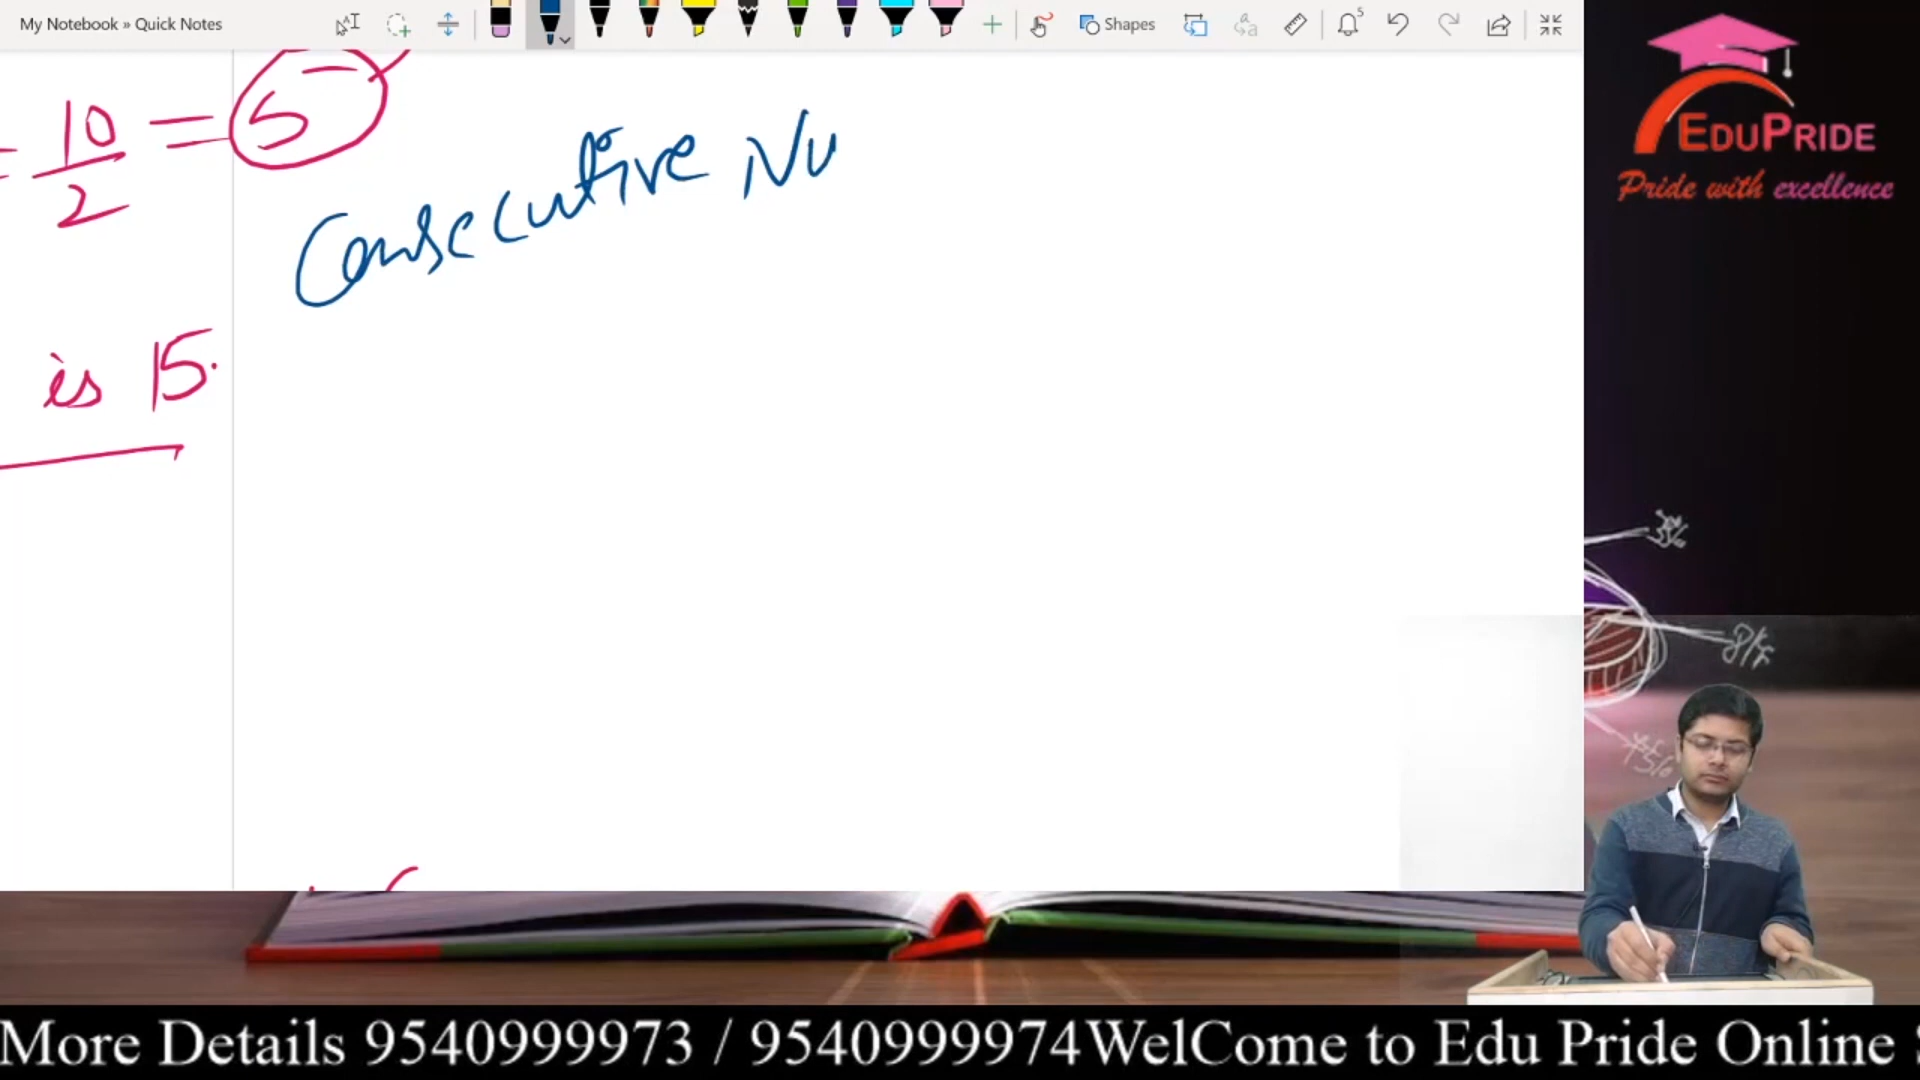 My Notebook » Quick Notes
Shapes
5
= 10/2 = 5
Consecutive Nu
is 15.
EDUPRIDE
Pride with excellence
More Details 9540999973 / 9540999974WelCome to Edu Pride Online